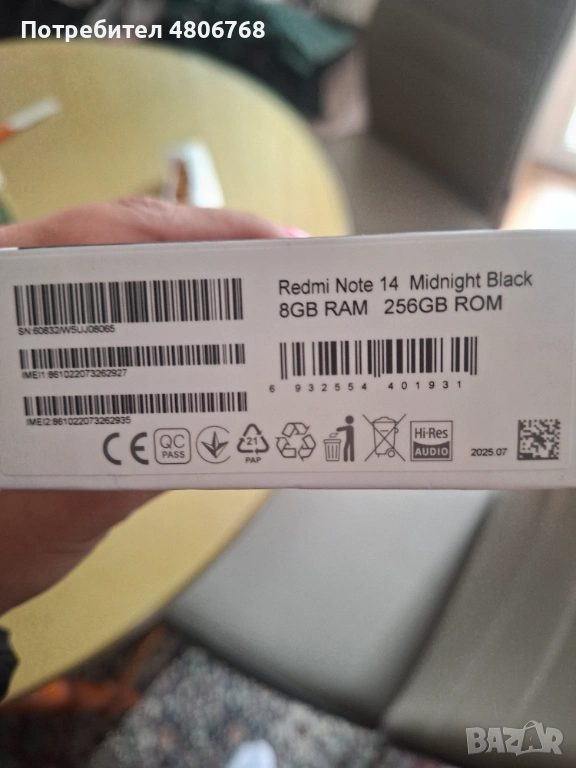 Потребител 4806768
Redmi Note 14 Midnight Black
8GB RAM 256GB ROM
SN:60832/W5UJ08065
IMEI1:861022073262927
IMEI2:861022073262935
6 932554 401931
CE
QC
PASS
21
PAP
Hi-Res
AUDIO
2025.07
BAZAR